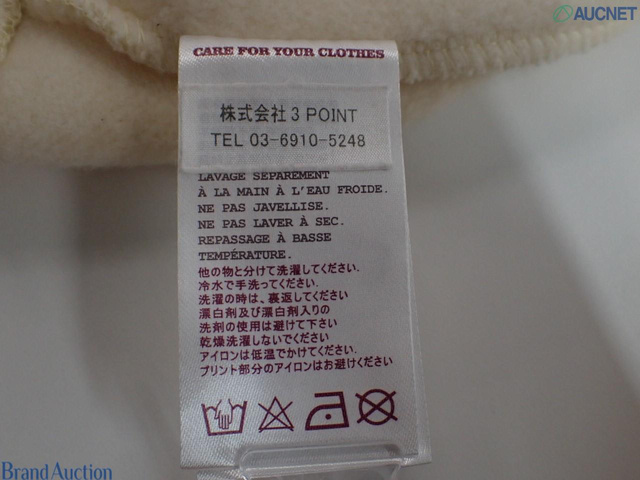 AUCNET
CARE FOR YOUR CLOTHES
株式会社 3 POINT
TEL 03-6910-5248
LAVAGE SÉPARÉMENT
À LA MAIN À L'EAU FROIDE.
NE PAS JAVELLISE.
NE PAS LAVER À SEC.
REPASSAGE À BASSE
TEMPÉRATURE.
他の物と分けて洗濯してください.
冷水で手洗ってください.
洗濯の時は、裏返してください
漂白剤及び漂白剤入りの
洗剤の使用は避けて下さい
乾燥洗濯しないでください
アイロンは低温でかけてください.
プリント部分のアイロンはお避けください
Brand Auction